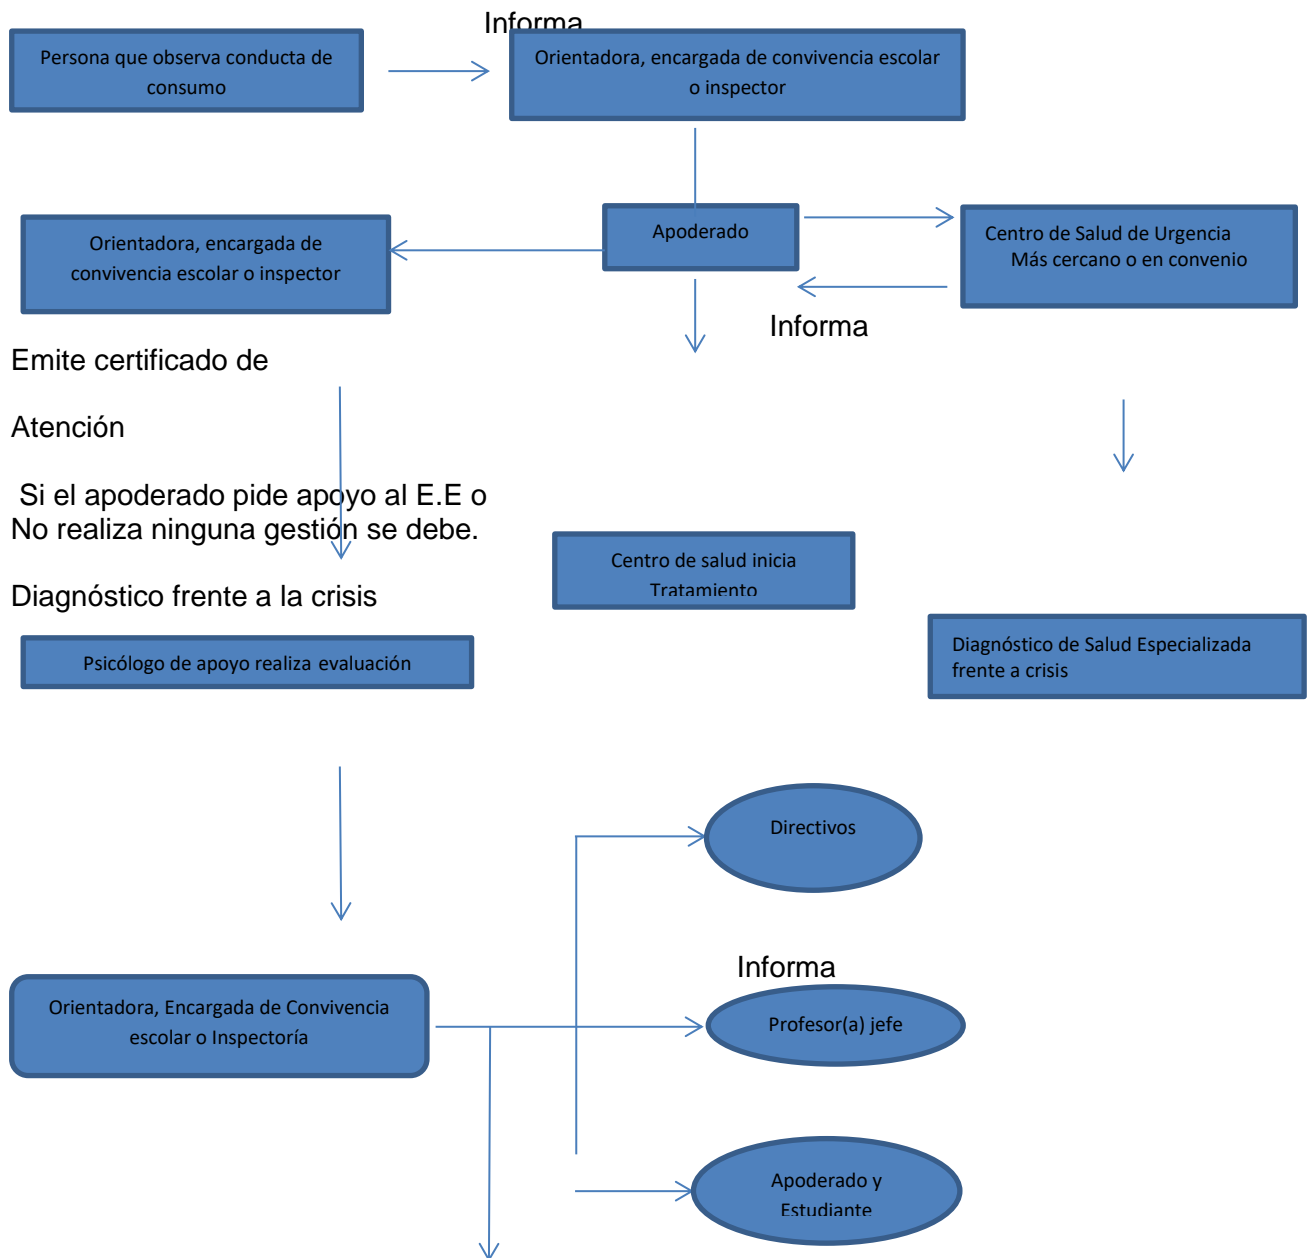 Informa
Persona que observa conducta de
consumo
Orientadora, encargada de convivencia escolar
o inspector
Orientadora, encargada de
convivencia escolar o inspector
Apoderado
Centro de Salud de Urgencia
Más cercano o en convenio
Informa
Emite certificado de
Atención
Si el apoderado pide apoyo al E.E o
No realiza ninguna gestión se debe.
Centro de salud inicia
Tratamiento
Diagnóstico frente a la crisis
Psicólogo de apoyo realiza evaluación
Diagnóstico de Salud Especializada
frente a crisis
Directivos
Informa
Orientadora, Encargada de Convivencia
escolar o Inspectoría
Profesor(a) jefe
Apoderado y
Estudiante